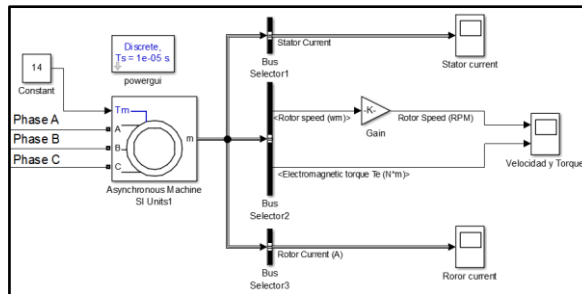 14
Constant
Discrete,
Ts = 1e-05 s.
powergui
Phase A
Phase B
Phase C
Tm
A
B
C
m
Asynchronous Machine
SI Units1
Stator Current
Bus
Selector1
Stator current
<Rotor speed (wm)>
-K-
Gain
Rotor Speed (RPM)
Velocidad y Torque
<Electromagnetic torque Te (N*m)>
Bus
Selector2
Rotor Current (A)
Bus
Selector3
Roror current